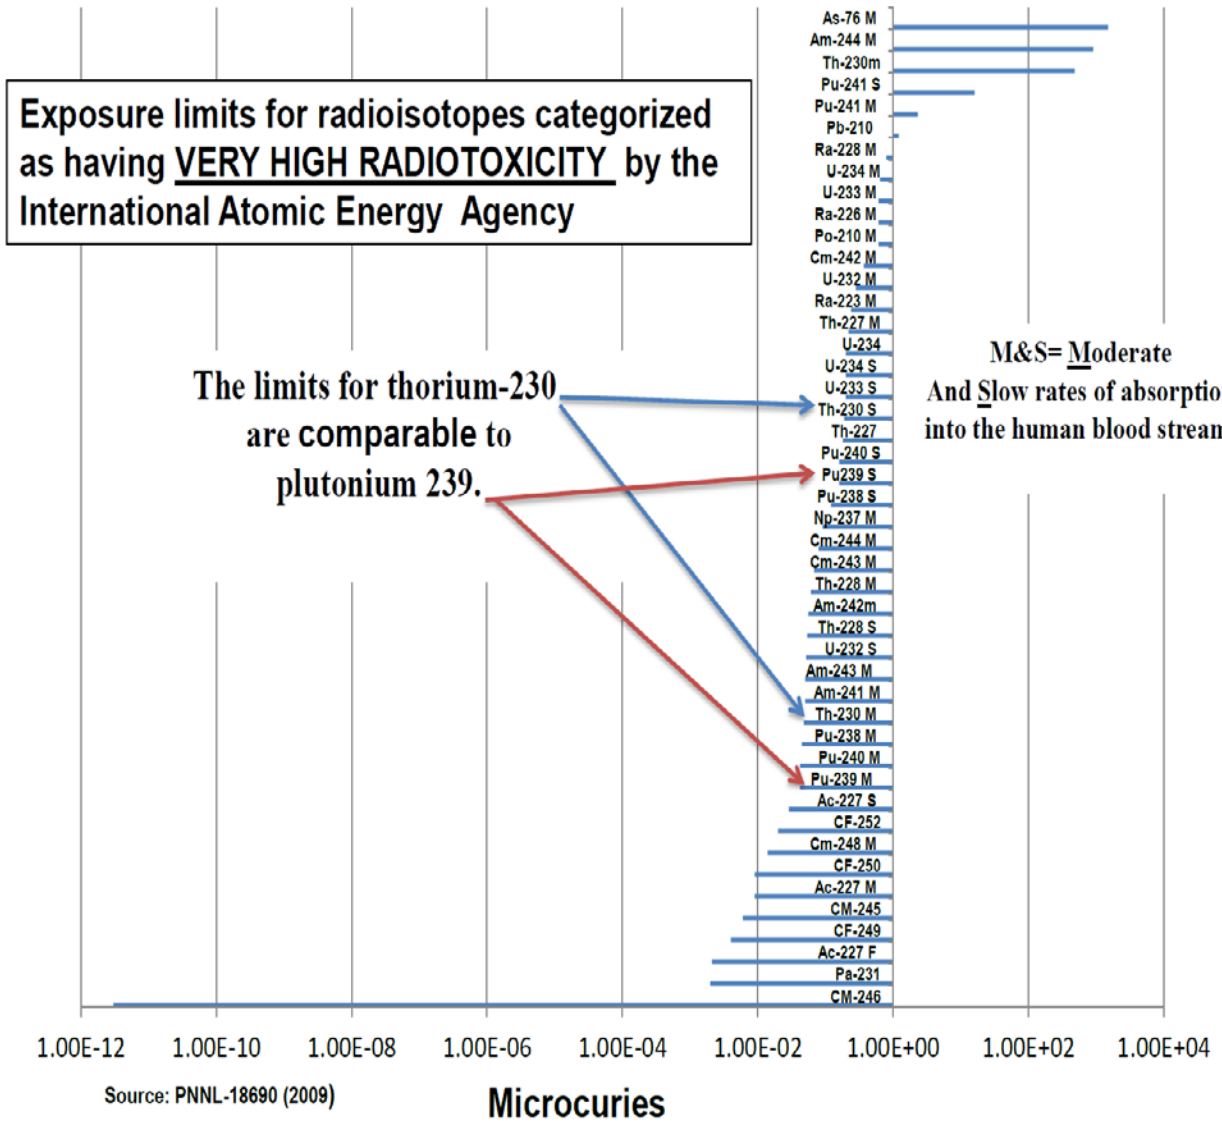 As-76 M
Am-244 M
Th-230m
Pu-241 S
Pu-241 M
Pb-210
Ra-228 M
U-234 M
U-233 M
Ra-226 M
Po-210 M
Cm-242 M
U-232 M
Ra-223 M
Th-227 M
U-234
U-234 S
U-233 S
Th-230 S
Th-227
Pu-240 S
Pu239 S
Pu-238 S
Np-237 M
Cm-244 M
Cm-243 M
Th-228 M
Am-242m
Th-228 S
U-232 S
Am-243 M
Am-241 M
Th-230 M
Pu-238 M
Pu-240 M
Pu-239 M
Ac-227 S
CF-252
Cm-248 M
CF-250
Ac-227 M
CM-245
CF-249
Ac-227 F
Pa-231
CM-246
Exposure limits for radioisotopes categorized
as having VERY HIGH RADIOTOXICITY by the
International Atomic Energy Agency
The limits for thorium-230
are comparable to
plutonium 239.
M&S= Moderate
And Slow rates of absorptio
into the human blood stream
1.00E-12 1.00E-10 1.00E-08 1.00E-06 1.00E-04 1.00E-02 1.00E+00 1.00E+02 1.00E+04
Source: PNNL-18690 (2009)
Microcuries